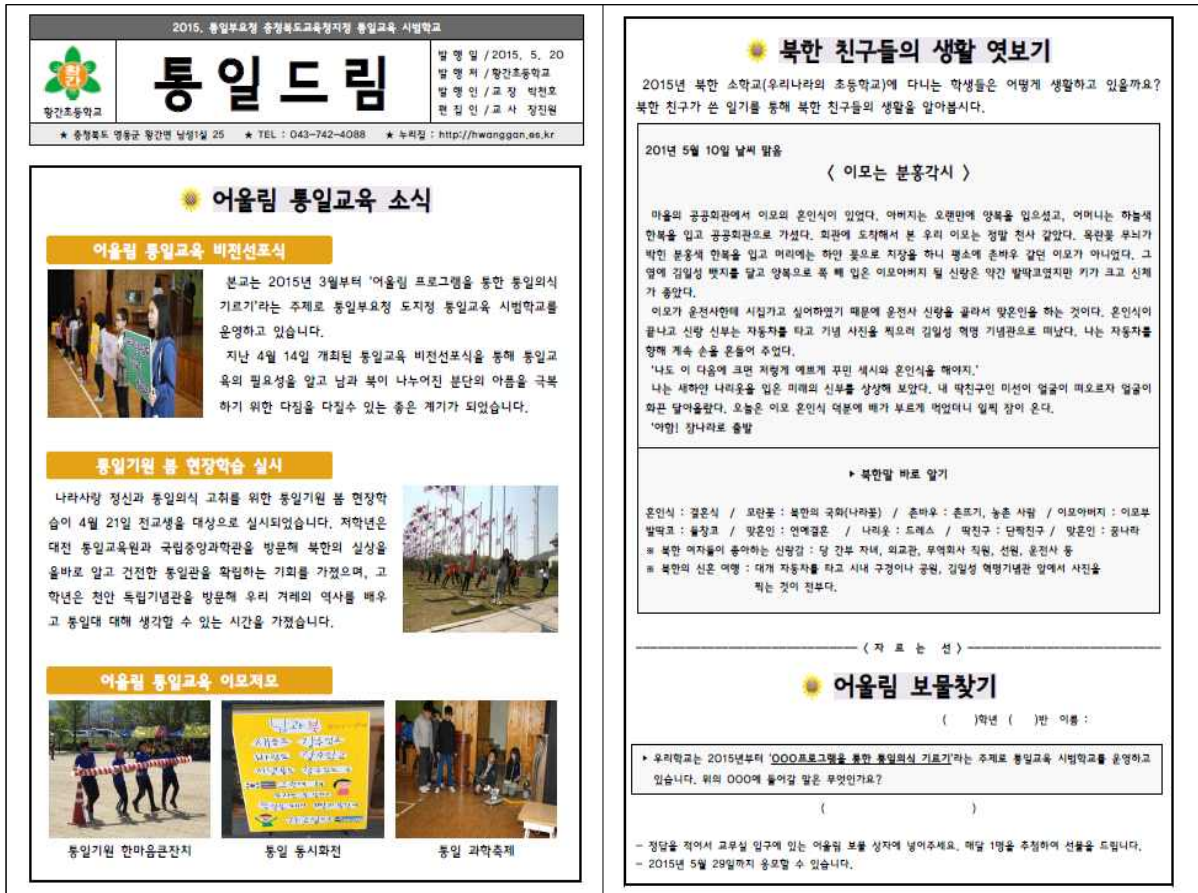 2015. 통일부요청 충청북도교육청지정 통일교육 시범학교
황간
황간초등학교
통일드림
발 행 일 / 2015. 5. 20
발 행 처 / 황간초등학교
발 행 인 / 교 장 박천호
편 집 인 / 교 사 장진원
★ 충청북도 영동군 황간면 남성1길 25 ★ TEL : 043-742-4088 ★ 누리집 : http://hwanggan.es.kr
어울림 통일교육 소식
어울림 통일교육 비전선포식
본교는 2015년 3월부터 '어울림 프로그램을 통한 통일의식
기르기'라는 주제로 통일부요청 도지정 통일교육 시범학교를
운영하고 있습니다.
지난 4월 14일 개최된 통일교육 비전선포식을 통해 통일교
육의 필요성을 알고 남과 북이 나누어진 분단의 아픔을 극복
하기 위한 다짐을 다질수 있는 좋은 계기가 되었습니다.
통일기원 봄 현장학습 실시
나라사랑 정신과 통일의식 고취를 위한 통일기원 봄 현장학
습이 4월 21일 전교생을 대상으로 실시되었습니다. 저학년은
대전 통일교육원과 국립중앙과학관을 방문해 북한의 실상을
올바로 알고 건전한 통일관을 확립하는 기회를 가졌으며, 고
학년은 천안 독립기념관을 방문해 우리 겨레의 역사를 배우
고 통일대 대해 생각할 수 있는 시간을 가졌습니다.
어울림 통일교육 이모저모
남과 북
통일기원 한마음큰잔치
통일 동시화전
통일 과학축제
북한 친구들의 생활 엿보기
2015년 북한 소학교(우리나라의 초등학교)에 다니는 학생들은 어떻게 생활하고 있을까요?
북한 친구가 쓴 일기를 통해 북한 친구들의 생활을 알아봅시다.
201년 5월 10일 날씨 맑음
〈 이모는 분홍각시 〉
마을의 공공회관에서 이모의 혼인식이 있었다. 아버지는 오랜만에 양복을 입으셨고, 어머니는 하늘색
한복을 입고 공공회관으로 가셨다. 회관에 도착해서 본 우리 이모는 정말 천사 같았다. 목란꽃 무늬가
박힌 분홍색 한복을 입고 머리에는 하얀 꽃으로 치장을 하니 평소에 촌바우 같던 이모가 아니었다. 그
옆에 김일성 뱃지를 달고 양복으로 쪽 빼 입은 이모아버지 될 신랑은 약간 발딱코였지만 키가 크고 신체
가 좋았다.
이모가 운전사한테 시집가고 싶어하였기 때문에 운전사 신랑을 골라서 맞혼인을 하는 것이다. 혼인식이
끝나고 신랑 신부는 자동차를 타고 기념 사진을 찍으러 김일성 혁명 기념관으로 떠났다. 나는 자동차를
향해 계속 손을 흔들어 주었다.
'나도 이 다음에 크면 저렇게 예쁘게 꾸민 색시와 혼인식을 해야지.'
나는 새하얀 나리옷을 입은 미래의 신부를 상상해 보았다. 내 딱친구인 미선이 얼굴이 떠오르자 얼굴이
화끈 달아올랐다. 오늘은 이모 혼인식 덕분에 배가 부르게 먹었더니 일찍 잠이 온다.
'아함! 잠나라로 출발
▶ 북한말 바로 알기
혼인식 : 결혼식 / 모란꽃 : 북한의 국화(나라꽃) / 촌바우 : 촌뜨기, 농촌 사람 / 이모아버지 : 이모부
발딱코 : 들창코 / 맞혼인 : 연애결혼 / 나리옷 : 드레스 / 딱친구 : 단짝친구 / 맞혼인 : 꿈나라
※ 북한 여자들이 좋아하는 신랑감 : 당 간부 자녀, 외교관, 무역회사 직원, 선원, 운전사 등
※ 북한의 신혼 여행 : 대개 자동차를 타고 시내 구경이나 공원, 김일성 혁명기념관 앞에서 사진을
찍는 것이 전부다.
〈 자 르 는 선 〉
어울림 보물찾기
( )학년 ( )반 이름 :
▶ 우리학교는 2015년부터 'OOO프로그램을 통한 통일의식 기르기'라는 주제로 통일교육 시범학교를 운영하고
있습니다. 위의 OOO에 들어갈 말은 무엇인가요?
( )
- 정답을 적어서 교무실 입구에 있는 어울림 보물 상자에 넣어주세요. 매달 1명을 추첨하여 선물을 드립니다.
- 2015년 5월 29일까지 응모할 수 있습니다.